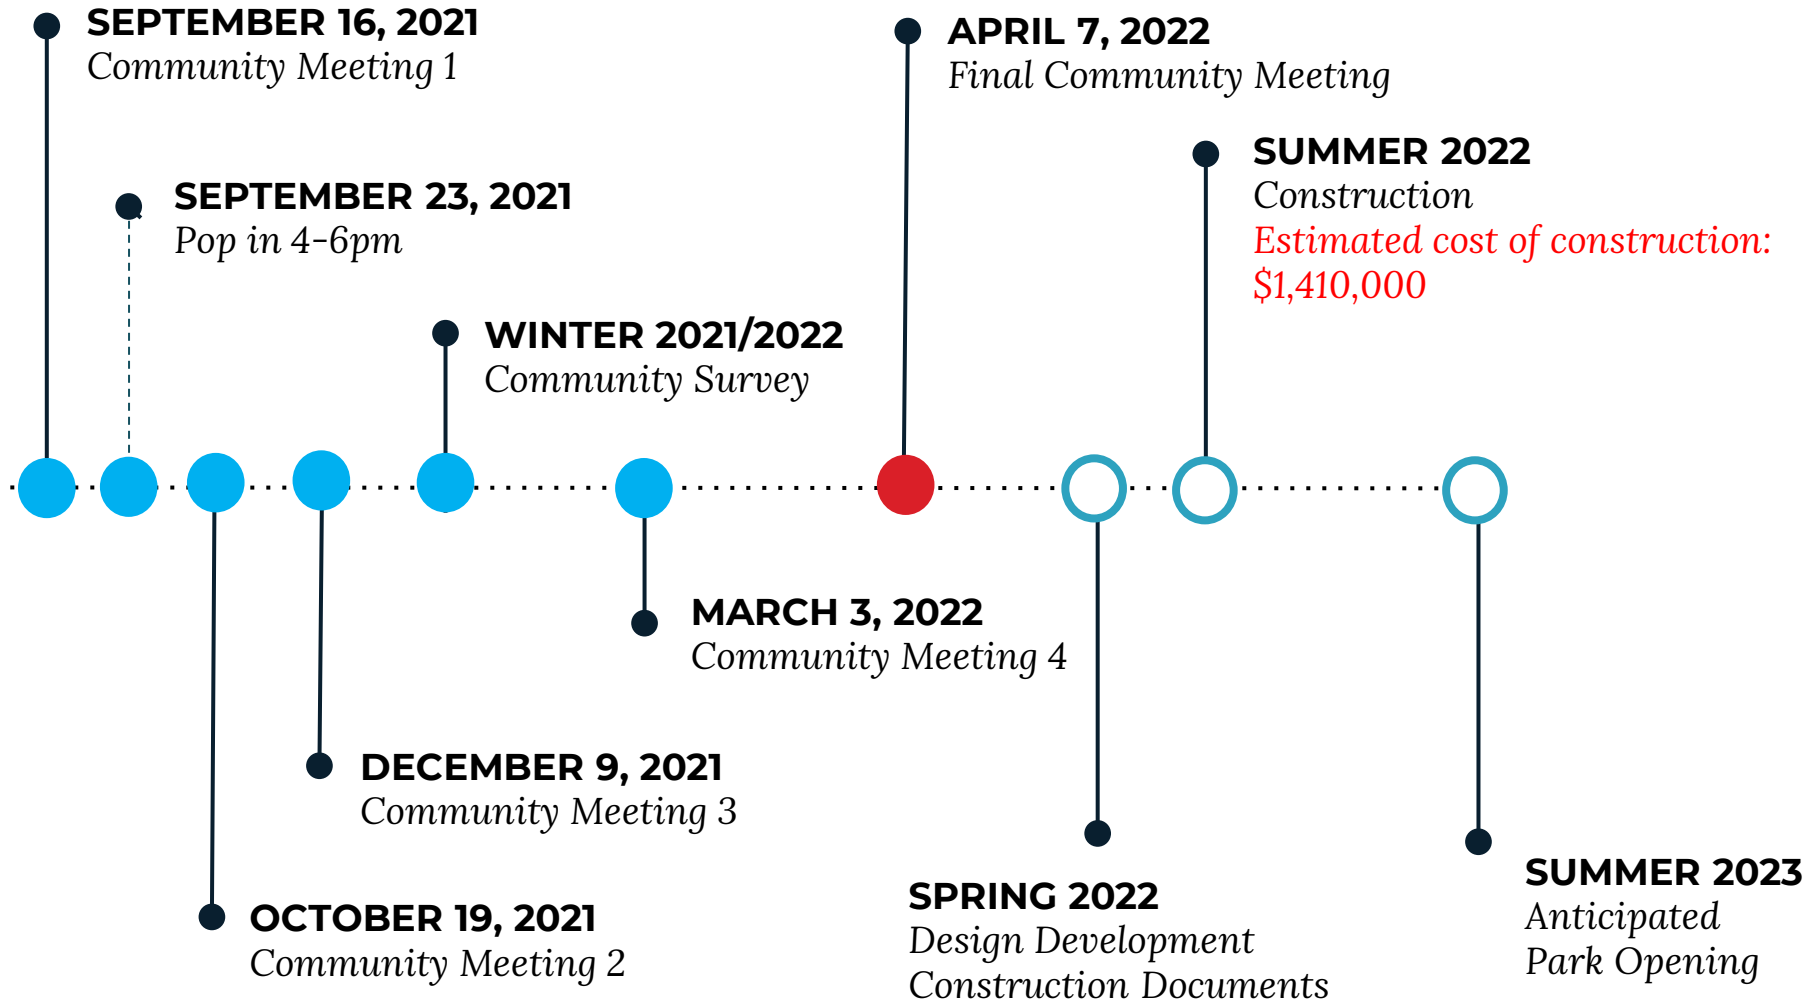 SEPTEMBER 16, 2021
Community Meeting 1
SEPTEMBER 23, 2021
Pop in 4-6pm
OCTOBER 19, 2021
Community Meeting 2
DECEMBER 9, 2021
Community Meeting 3
WINTER 2021/2022
Community Survey
MARCH 3, 2022
Community Meeting 4
APRIL 7, 2022
Final Community Meeting
SPRING 2022
Design Development
Construction Documents
SUMMER 2022
Construction
Estimated cost of construction:
$1,410,000
SUMMER 2023
Anticipated
Park Opening